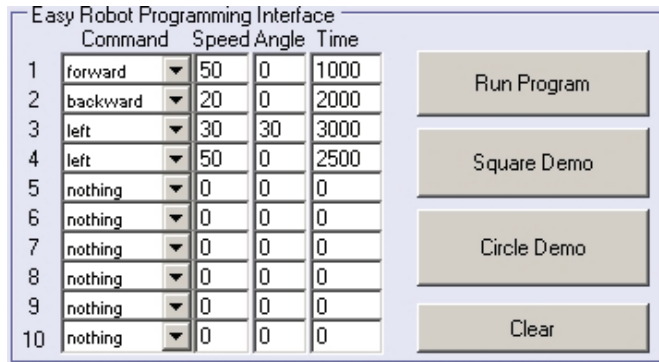 Easy Robot Programming Interface
Command Speed Angle Time
1 forward 50 0 1000
2 backward 20 0 2000
3 left 30 30 3000
4 left 50 0 2500
5 nothing 0 0 0
6 nothing 0 0 0
7 nothing 0 0 0
8 nothing 0 0 0
9 nothing 0 0 0
10 nothing 0 0 0
Run Program
Square Demo
Circle Demo
Clear